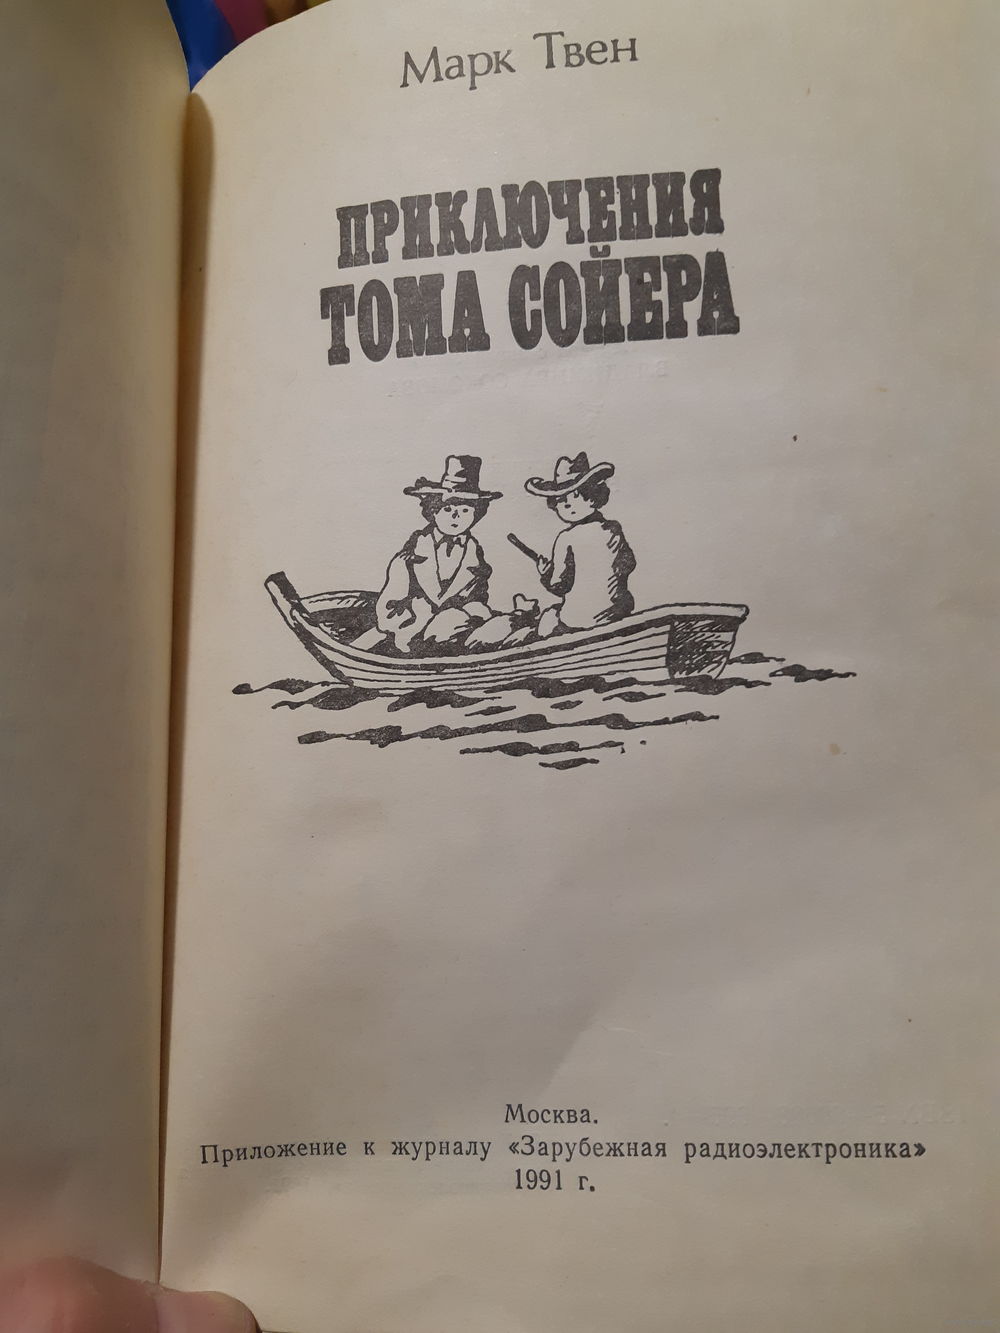 Марк Твен
ПРИКЛЮЧЕНИЯ
ТОМА СОЙЕРА
Москва.
Приложение к журналу «Зарубежная радиоэлектроника»
1991 г.